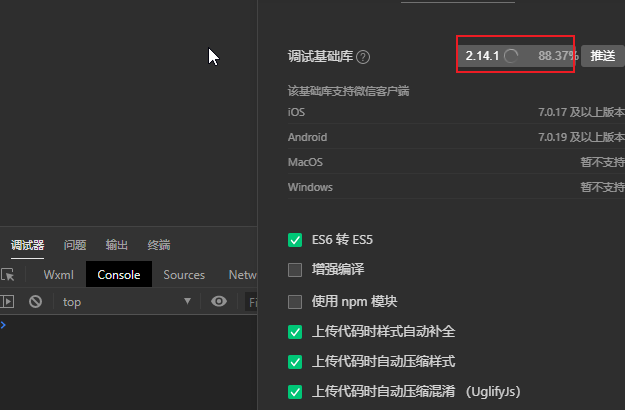 调试基础库 ? 2.14.1 88.37% 推送
该基础库支持微信客户端
iOS 7.0.17 及以上版本
Android 7.0.19 及以上版本
MacOS 暂不支持
Windows 暂不支持
ES6 转 ES5
增强编译
使用 npm 模块
上传代码时样式自动补全
上传代码时自动压缩样式
上传代码时自动压缩混淆 （UglifyJs）
调试器 问题 输出 终端
Wxml Console Sources Netw
top Fi